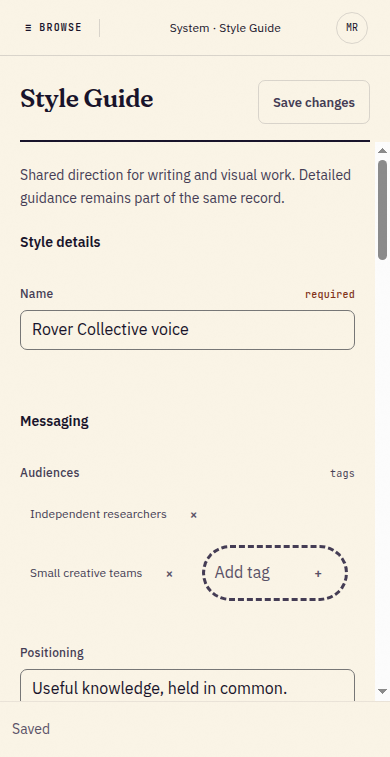 ≡ BROWSE
System · Style Guide
MR
Style Guide
Save changes
Shared direction for writing and visual work. Detailed
guidance remains part of the same record.
Style details
Name
required
Rover Collective voice
Messaging
Audiences
tags
Independent researchers ×
Small creative teams ×
Add tag +
Positioning
Useful knowledge, held in common.
Saved